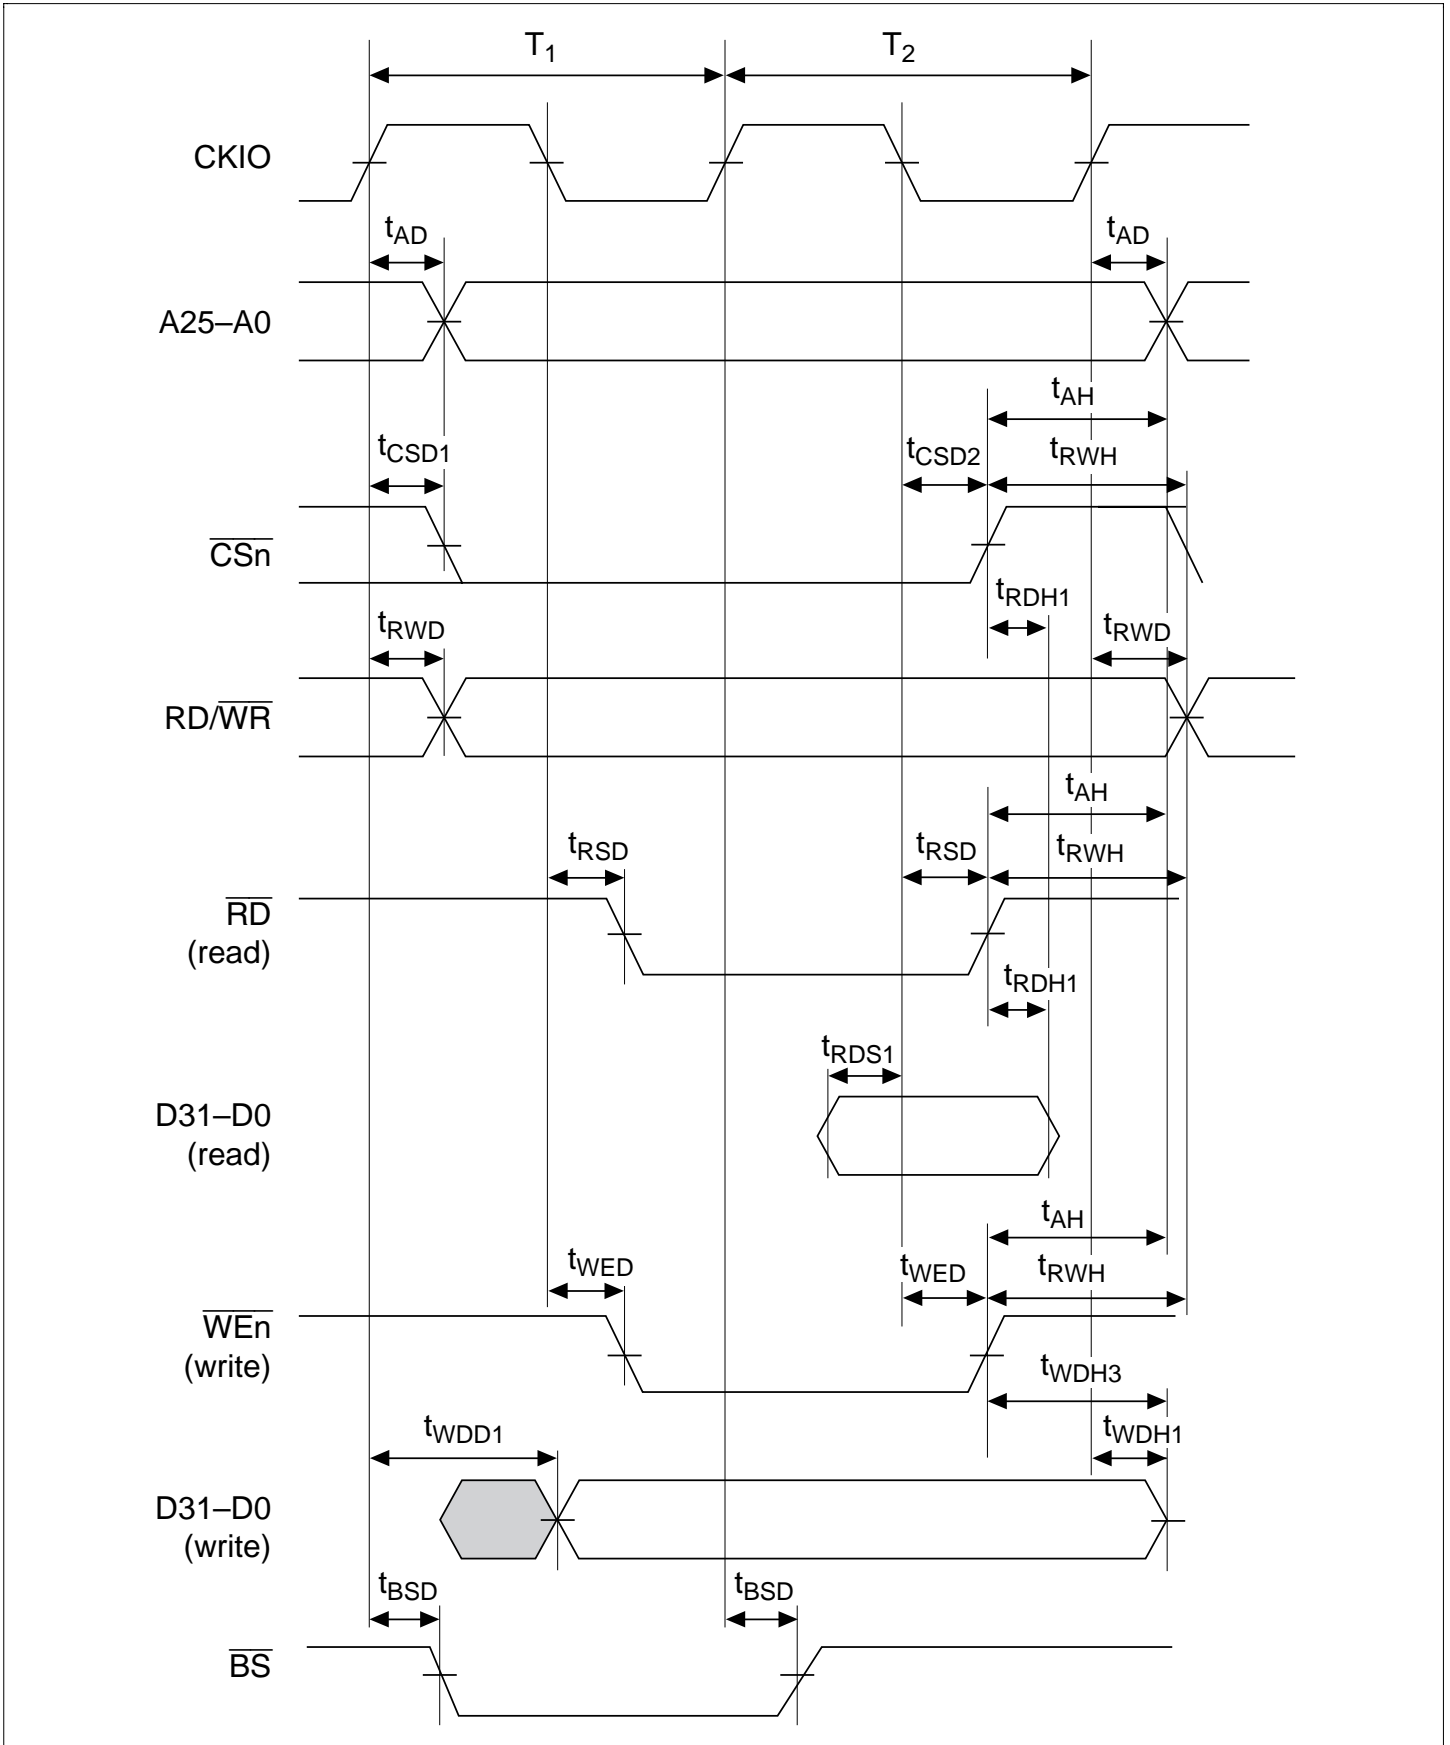 T1 T2
CKIO
tAD tAD
A25–A0
tAH
tCSD1 tCSD2 tRWH
CSn
tRDH1
tRWD tRWD
RD/WR
tAH
tRSD tRSD tRWH
RD
(read)
tRDH1
tRDS1
D31–D0
(read)
tAH
tWED tWED tRWH
WEn
(write)
tWDH3
tWDD1 tWDH1
D31–D0
(write)
tBSD tBSD
BS